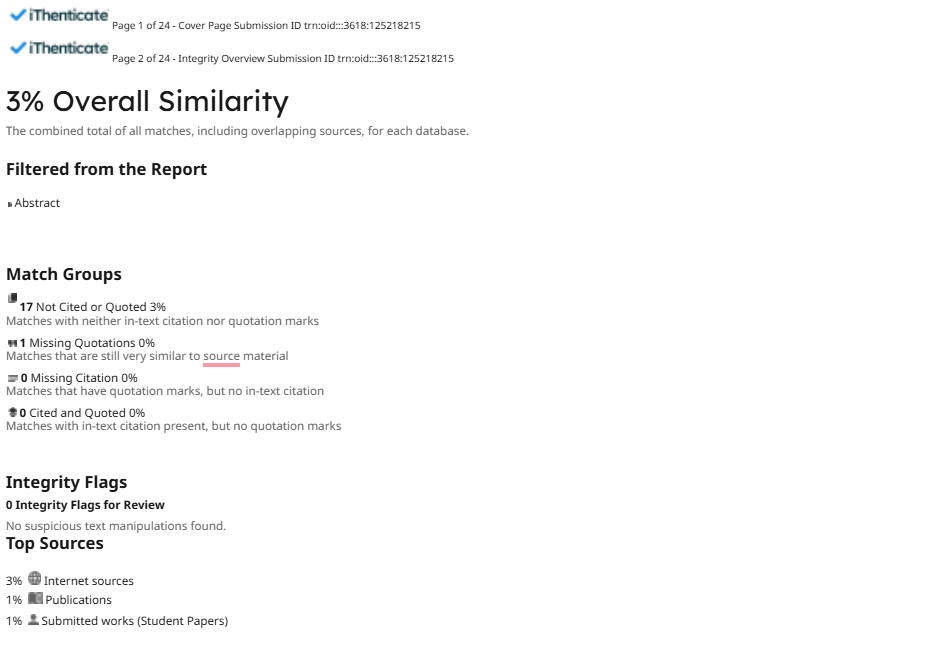 iThenticate Page 1 of 24 - Cover Page Submission ID trn:oid:::3618:125218215
iThenticate Page 2 of 24 - Integrity Overview Submission ID trn:oid:::3618:125218215
3% Overall Similarity
The combined total of all matches, including overlapping sources, for each database.
Filtered from the Report
Abstract
Match Groups
17 Not Cited or Quoted 3%
Matches with neither in-text citation nor quotation marks
1 Missing Quotations 0%
Matches that are still very similar to source material
0 Missing Citation 0%
Matches that have quotation marks, but no in-text citation
0 Cited and Quoted 0%
Matches with in-text citation present, but no quotation marks
Integrity Flags
0 Integrity Flags for Review
No suspicious text manipulations found.
Top Sources
3% Internet sources
1% Publications
1% Submitted works (Student Papers)